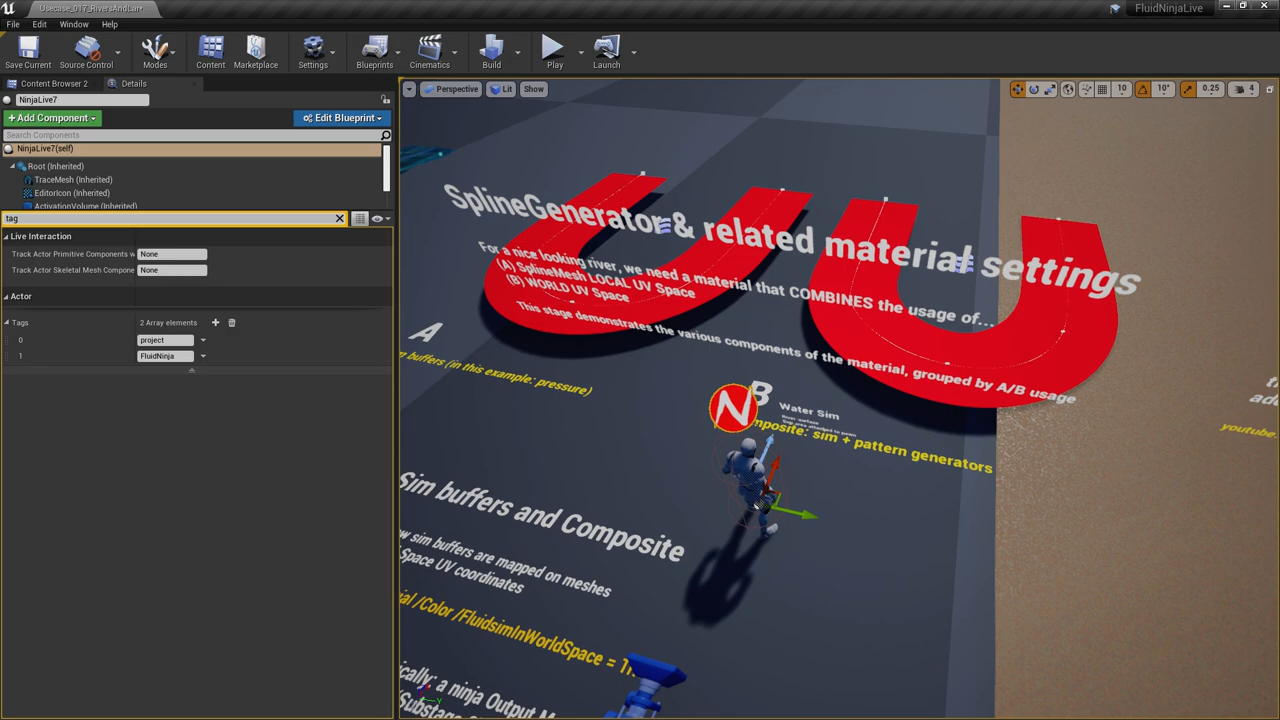 Usecase_017_RiversAndLan*
FluidNinjaLive
File
Edit
Window
Help
Save Current
Source Control
Modes
Content
Marketplace
Settings
Blueprints
Cinematics
Build
Play
Launch
Content Browser 2
Details
NinjaLive7
+ Add Component
Edit Blueprint
Search Components
NinjaLive7(self)
Root (Inherited)
TraceMesh (Inherited)
EditorIcon (Inherited)
ActivationVolume (Inherited)
tag
Live Interaction
Track Actor Primitive Components w
None
Track Actor Skeletal Mesh Compone
None
Actor
Tags
2 Array elements
0
project
1
FluidNinja
Perspective
Lit
Show
10
10°
0.25
4
SplineGenerator & related material settings
For a nice looking river, we need a material that COMBINES the usage of...
(A) SplineMesh LOCAL UV Space
(B) WORLD UV Space
This stage demonstrates the various components of the material, grouped by A/B usage
A
m buffers (in this example: pressure)
B
N
Water Sim
mposite: sim + pattern generators
youtube
Sim buffers and Composite
w sim buffers are mapped on meshes
Space UV coordinates
ial /Color /FluidsimInWorldSpace =
ically: a ninja Output M
Y